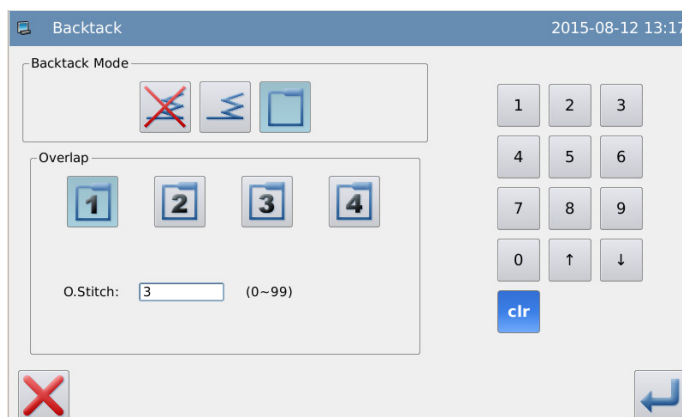 Backtack 2015-08-12 13:17
Backtack Mode
Overlap
1 2 3 4
O.Stitch: 3 (0~99)
1 2 3
4 5 6
7 8 9
0 ↑ ↓
clr